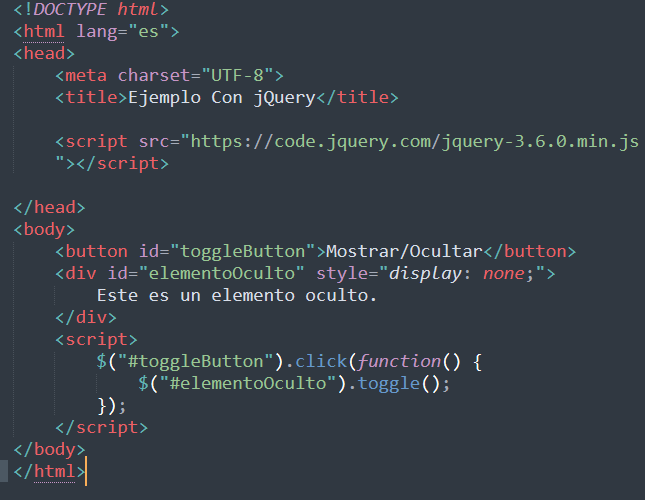 <!DOCTYPE html>
<html lang="es">
<head>
    <meta charset="UTF-8">
    <title>Ejemplo Con jQuery</title>

    <script src="https://code.jquery.com/jquery-3.6.0.min.js
    "></script>

</head>
<body>
    <button id="toggleButton">Mostrar/Ocultar</button>
    <div id="elementoOculto" style="display: none;">
        Este es un elemento oculto.
    </div>
    <script>
        $("#toggleButton").click(function() {
            $("#elementoOculto").toggle();
        });
    </script>
</body>
</html>